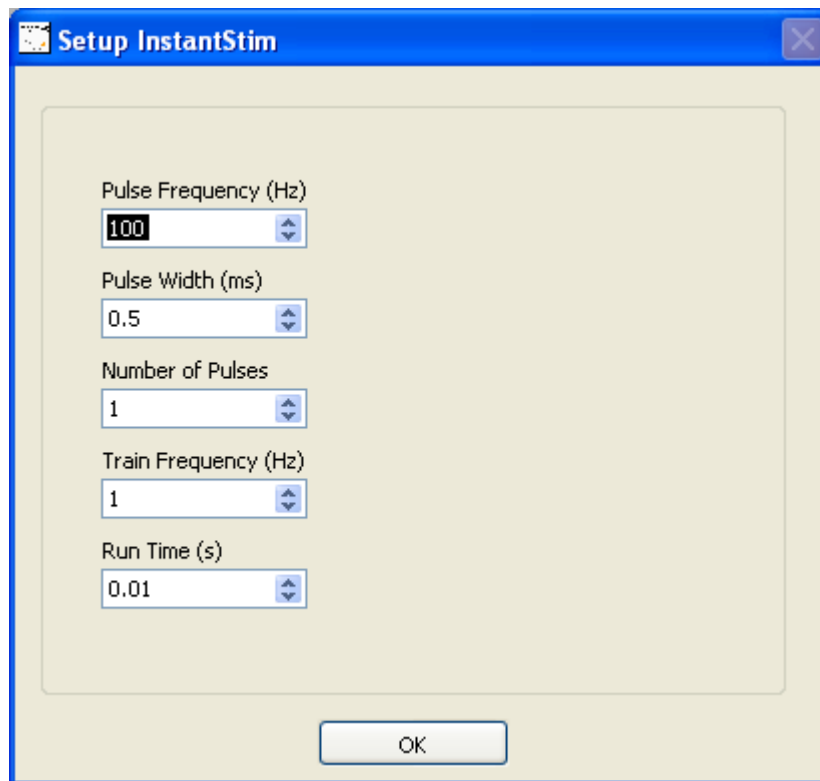 Setup InstantStim
Pulse Frequency (Hz)
100
Pulse Width (ms)
0.5
Number of Pulses
1
Train Frequency (Hz)
1
Run Time (s)
0.01
OK